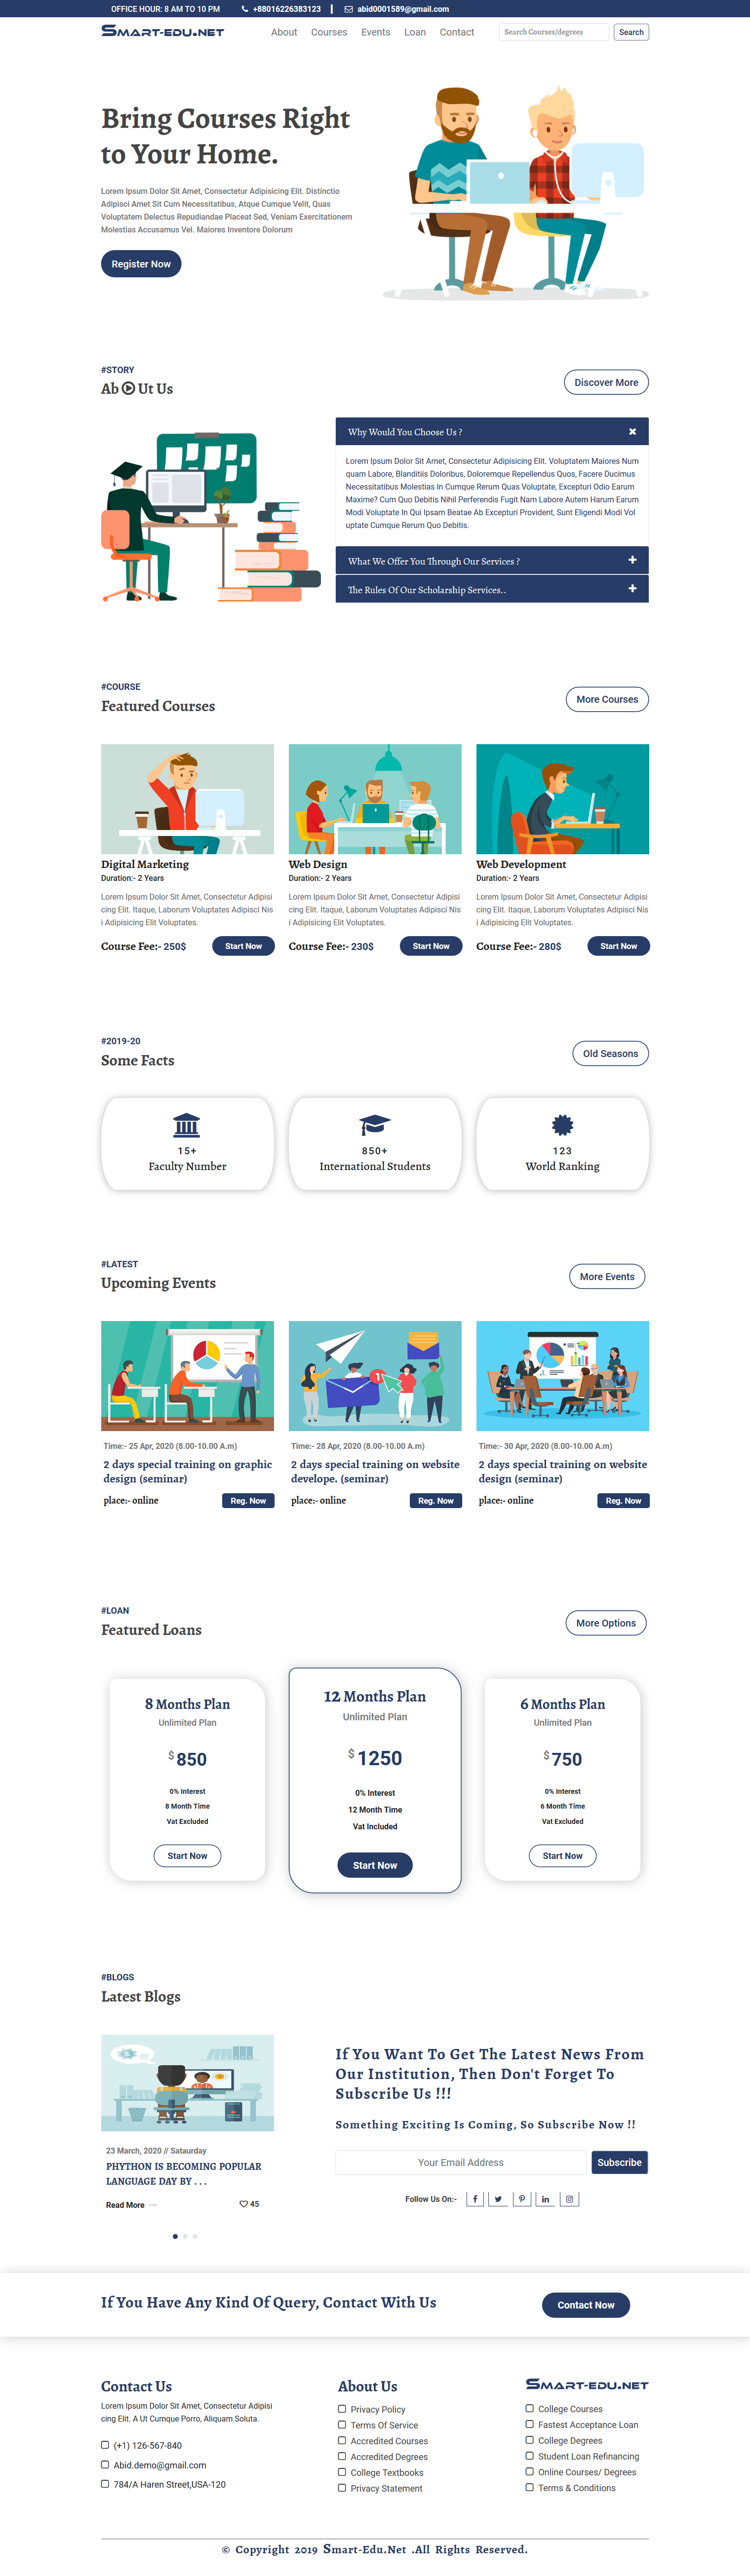 OFFICE HOUR: 8 AM TO 10 PM +88016226383123 abid0001589@gmail.com
Smart-edu.net About Courses Events Loan Contact Search Courses/degrees Search
Bring Courses Right
to Your Home.
Lorem Ipsum Dolor Sit Amet, Consectetur Adipisicing Elit. Distinctio
Adipisci Amet Sit Cum Necessitatibus, Atque Cumque Velit, Quas
Voluptatem Delectus Repudiandae Placeat Sed, Veniam Exercitationem
Molestias Accusamus Vel. Maiores Inventore Dolorum
Register Now
#STORY
Ab Ut Us
Discover More
Why Would You Choose Us ?
Lorem Ipsum Dolor Sit Amet, Consectetur Adipisicing Elit. Voluptatem Maiores Num
quam Labore, Blanditiis Doloribus, Doloremque Repellendus Quos, Facere Ducimus
Necessitatibus Molestias In Cumque Rerum Quas Voluptate, Excepturi Odio Earum
Maxime? Cum Quo Debitis Nihil Perferendis Fugit Nam Labore Autem Harum Earum
Modi Voluptate In Qui Ipsam Beatae Ab Excepturi Provident, Sunt Eligendi Modi Vol
uptate Cumque Rerum Quo Debitis.
What We Offer You Through Our Services ?
The Rules Of Our Scholarship Services..
#COURSE
Featured Courses
More Courses
Digital Marketing
Duration:- 2 Years
Lorem Ipsum Dolor Sit Amet, Consectetur Adipisi
cing Elit. Itaque, Laborum Voluptates Adipisci Nis
i Adipisicing Elit Voluptates.
Course Fee:- 250$ Start Now
Web Design
Duration:- 2 Years
Lorem Ipsum Dolor Sit Amet, Consectetur Adipisi
cing Elit. Itaque, Laborum Voluptates Adipisci Nis
i Adipisicing Elit Voluptates.
Course Fee:- 230$ Start Now
Web Development
Duration:- 2 Years
Lorem Ipsum Dolor Sit Amet, Consectetur Adipisi
cing Elit. Itaque, Laborum Voluptates Adipisci Nis
i Adipisicing Elit Voluptates.
Course Fee:- 280$ Start Now
#2019-20
Some Facts
Old Seasons
15+
Faculty Number
850+
International Students
123
World Ranking
#LATEST
Upcoming Events
More Events
Time:- 25 Apr, 2020 (8.00-10.00 A.m)
2 days special training on graphic
design (seminar)
place:- online Reg. Now
1
Time:- 28 Apr, 2020 (8.00-10.00 A.m)
2 days special training on website
develope. (seminar)
place:- online Reg. Now
Time:- 30 Apr, 2020 (8.00-10.00 A.m)
2 days special training on website
design (seminar)
place:- online Reg. Now
#LOAN
Featured Loans
More Options
8 Months Plan
Unlimited Plan
$ 850
0% Interest
8 Month Time
Vat Excluded
Start Now
12 Months Plan
Unlimited Plan
$ 1250
0% Interest
12 Month Time
Vat Included
Start Now
6 Months Plan
Unlimited Plan
$ 750
0% Interest
6 Month Time
Vat Excluded
Start Now
#BLOGS
Latest Blogs
23 March, 2020 // Sataurday
PHYTHON IS BECOMING POPULAR
LANGUAGE DAY BY . . .
Read More 45
If You Want To Get The Latest News From
Our Institution, Then Don't Forget To
Subscribe Us !!!
Something Exciting Is Coming, So Subscribe Now !!
Your Email Address Subscribe
Follow Us On:-
If You Have Any Kind Of Query, Contact With Us
Contact Now
Contact Us
Lorem Ipsum Dolor Sit Amet, Consectetur Adipisi
cing Elit. A Ut Cumque Porro, Aliquam Soluta.
(+1) 126-567-840
Abid.demo@gmail.com
784/A Haren Street,USA-120
About Us
Privacy Policy
Terms Of Service
Accredited Courses
Accredited Degrees
College Textbooks
Privacy Statement
Smart-edu.net
College Courses
Fastest Acceptance Loan
College Degrees
Student Loan Refinancing
Online Courses/ Degrees
Terms & Conditions
© Copyright 2019 Smart-Edu.Net .All Rights Reserved.